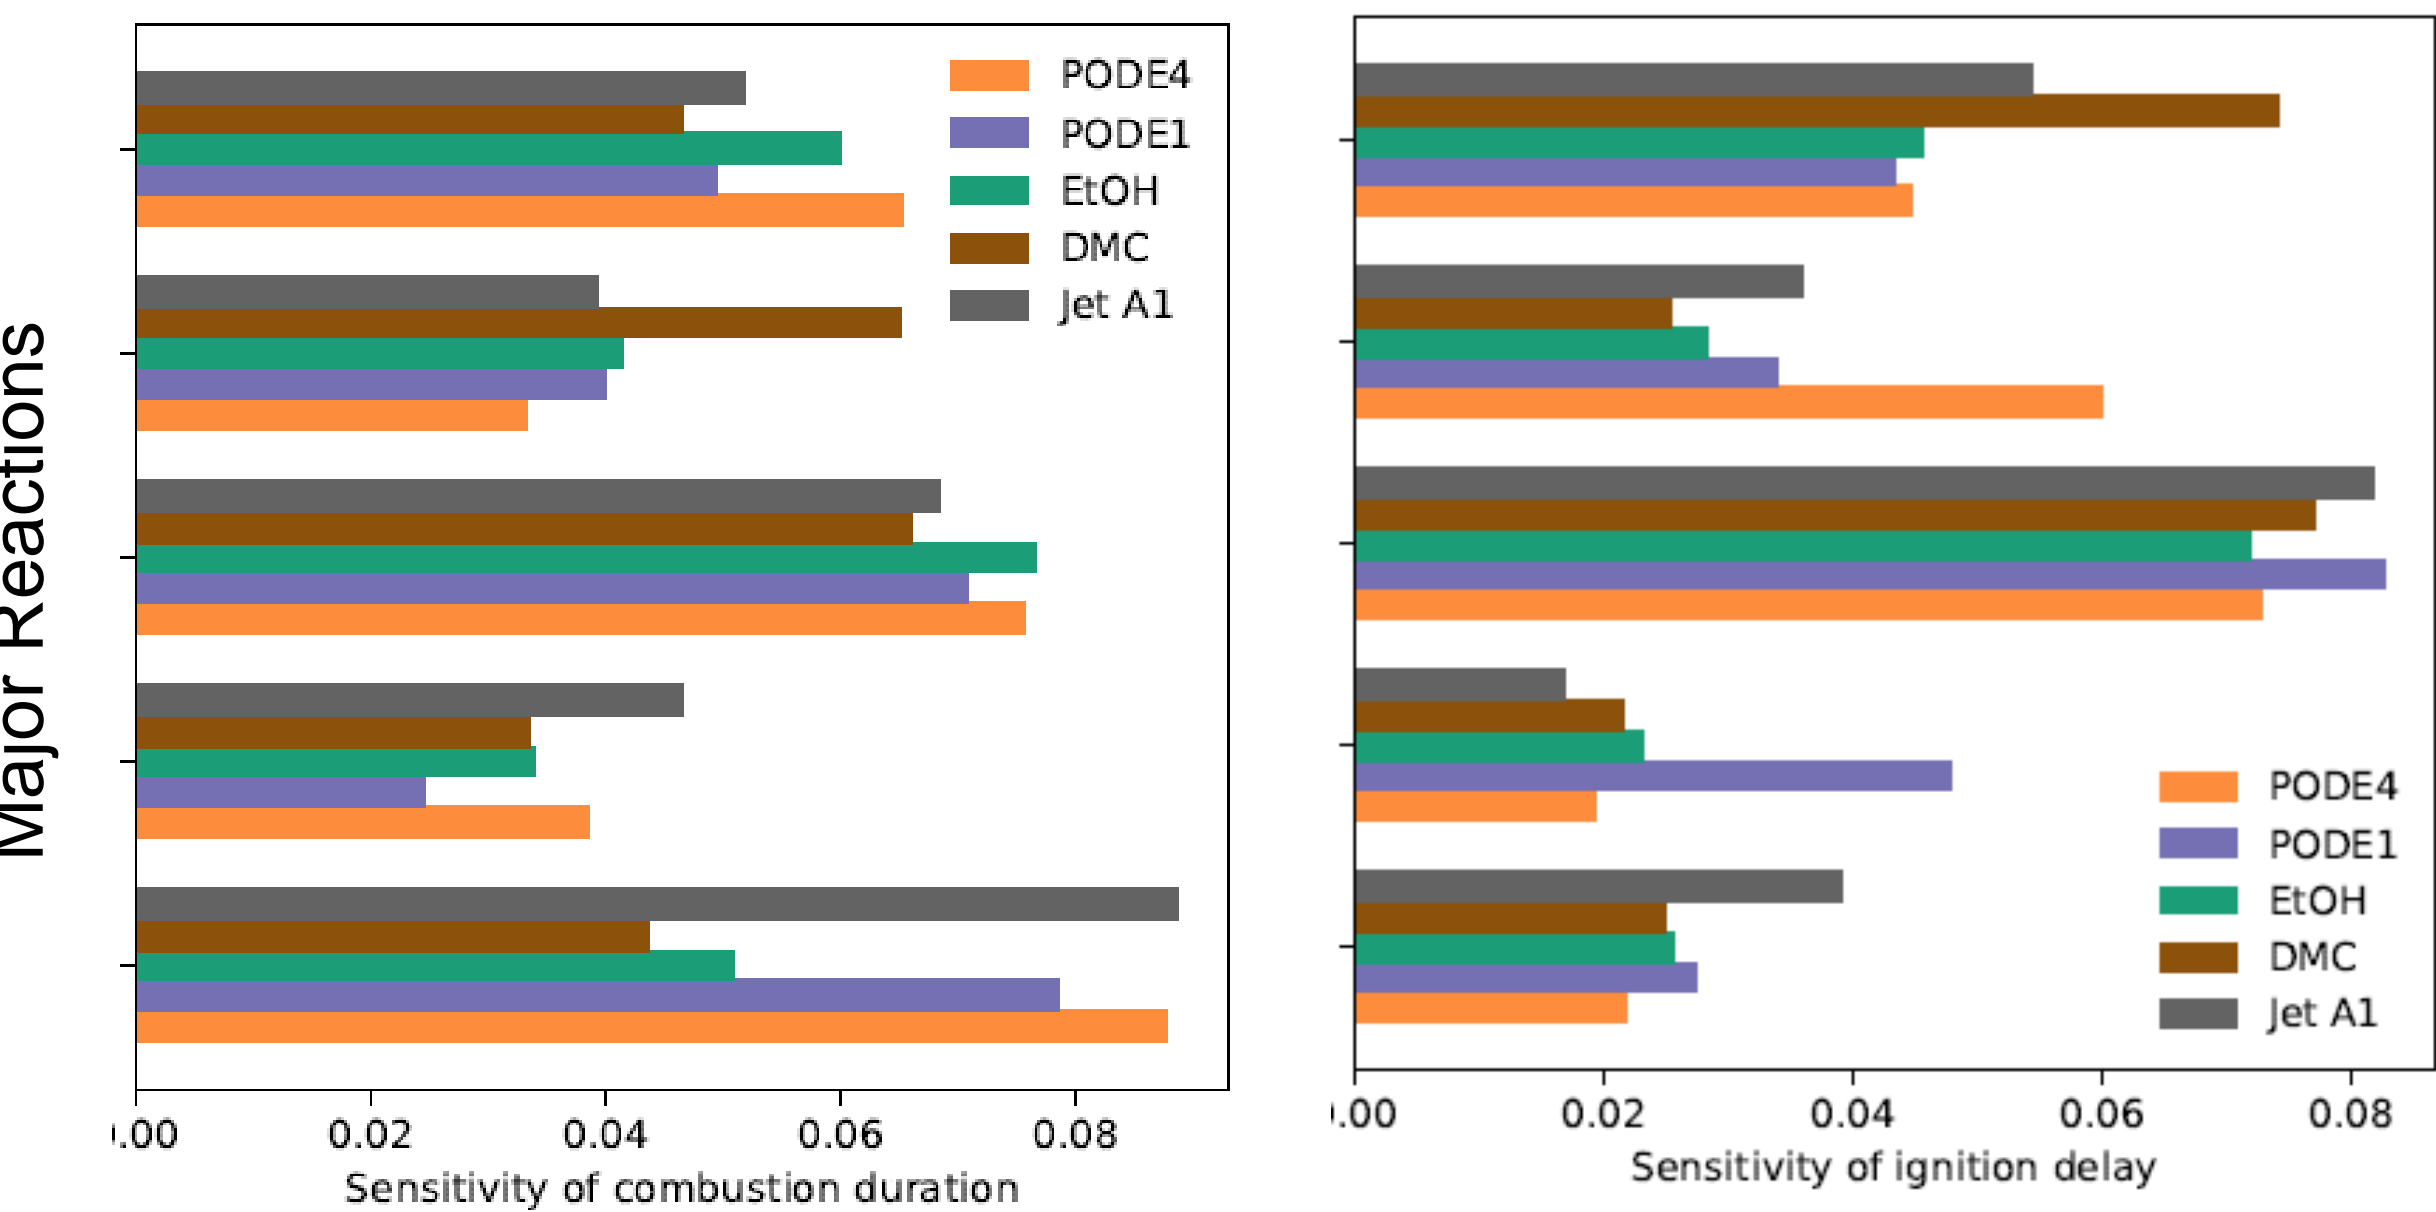 Major Reactions
PODE4
PODE1
EtOH
DMC
Jet A1
.00 0.02 0.04 0.06 0.08
Sensitivity of combustion duration
PODE4
PODE1
EtOH
DMC
Jet A1
.00 0.02 0.04 0.06 0.08
Sensitivity of ignition delay